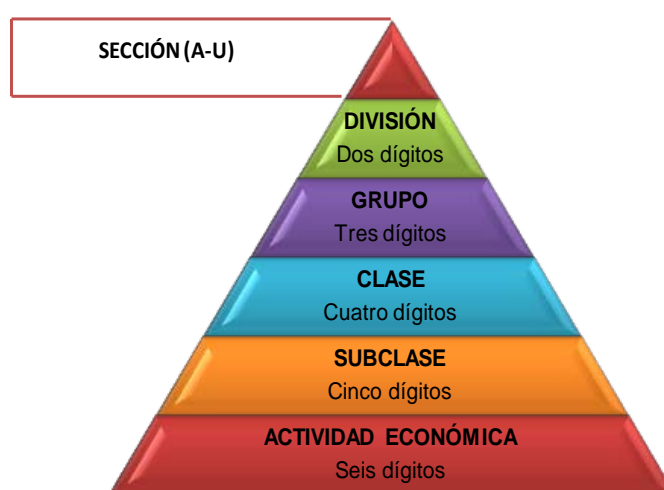 SECCIÓN (A-U)
DIVISIÓN
Dos dígitos
GRUPO
Tres dígitos
CLASE
Cuatro dígitos
SUBCLASE
Cinco dígitos
ACTIVIDAD ECONÓMICA
Seis dígitos